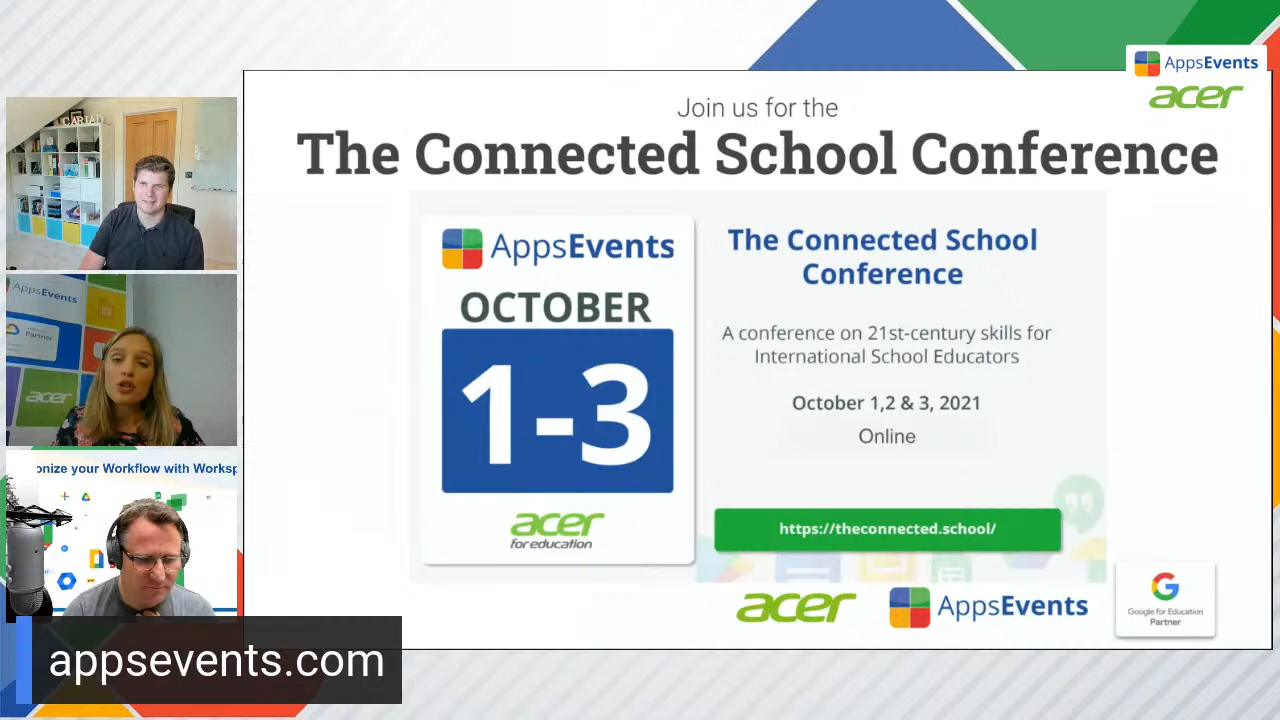 AppsEvents
acer
Join us for the
The Connected School Conference
CARIAD
AppsEvents
OCTOBER
1-3
acer
for education
The Connected School
Conference
A conference on 21st-century skills for
International School Educators
October 1,2 & 3, 2021
Online
https://theconnected.school/
acer
AppsEvents
Google for Education
Partner
AppsEvents
Partner
acer
onize your Workflow with Worksp
appsevents.com